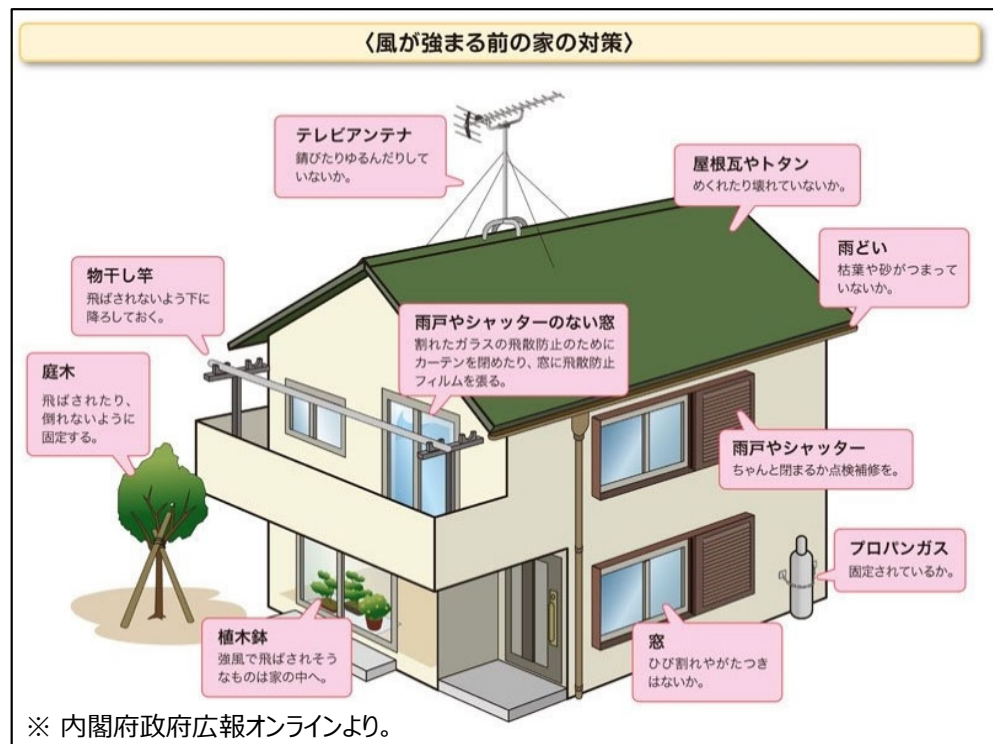 〈風が強まる前の家の対策〉
テレビアンテナ
錆びたりゆるんだりして
いないか。
屋根瓦やトタン
めくれたり壊れていないか。
雨どい
枯葉や砂がつまって
いないか。
物干し竿
飛ばされないよう下に
降ろしておく。
雨戸やシャッターのない窓
割れたガラスの飛散防止のために
カーテンを閉めたり、窓に飛散防止
フィルムを張る。
庭木
飛ばされたり、
倒れないように
固定する。
雨戸やシャッター
ちゃんと閉まるか点検補修を。
プロパンガス
固定されているか。
植木鉢
強風で飛ばされそう
なものは家の中へ。
窓
ひび割れやがたつき
はないか。
※ 内閣府政府広報オンラインより。